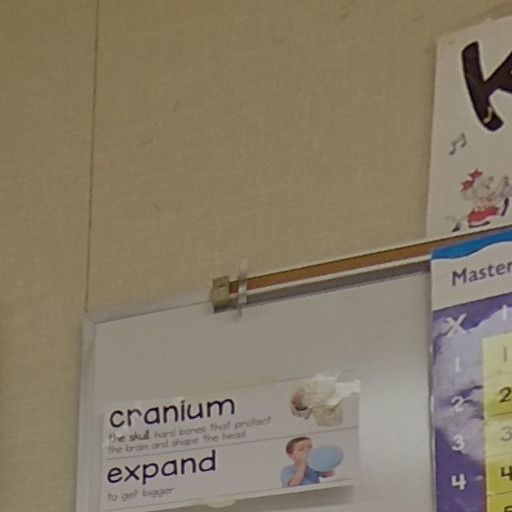 K
Master
X 1
1 1
2 2
3 3
4 4
cranium
the skull, hard bones that protect
the brain and shape the head
expand
to get bigger